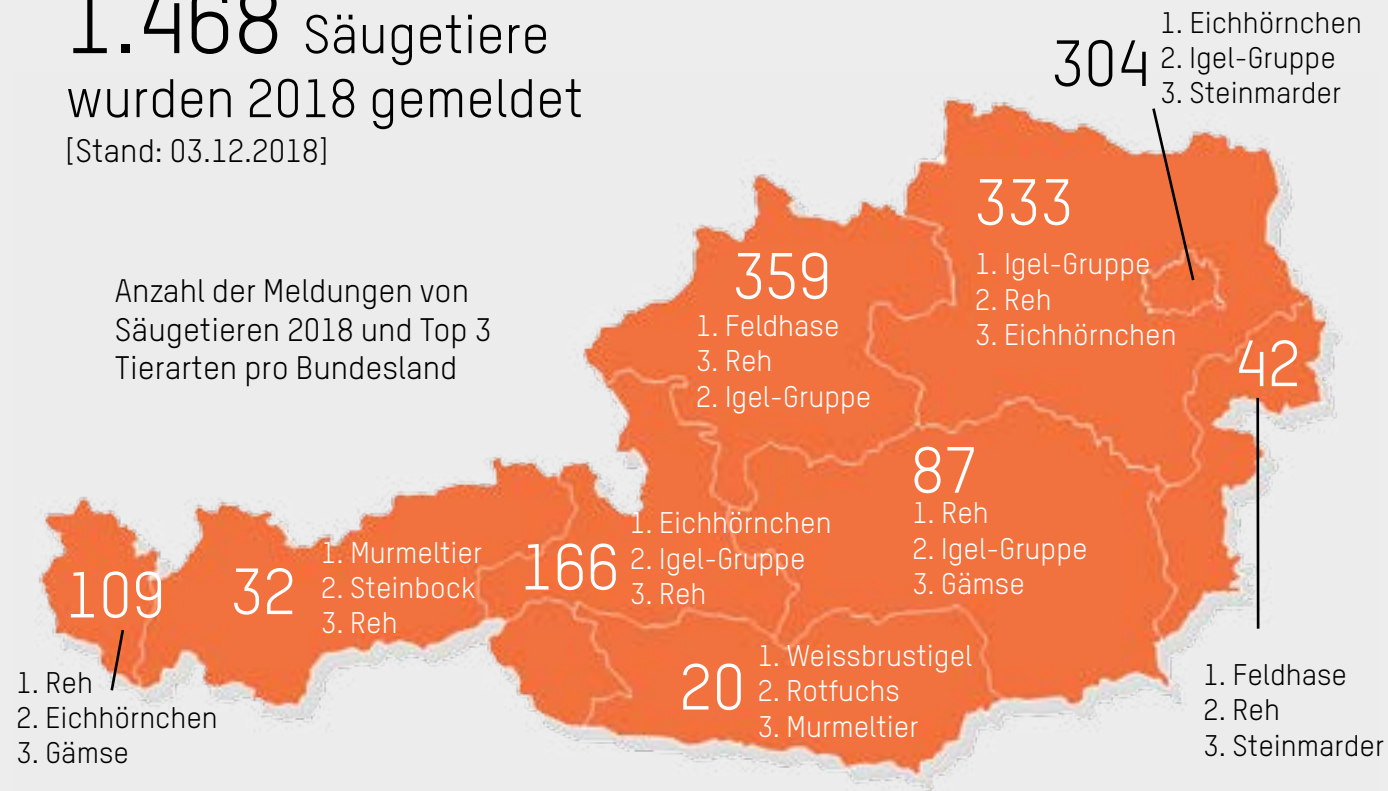 1.468 Säugetiere
wurden 2018 gemeldet
[Stand: 03.12.2018]
Anzahl der Meldungen von
Säugetieren 2018 und Top 3
Tierarten pro Bundesland
304
1. Eichhörnchen
2. Igel-Gruppe
3. Steinmarder
333
1. Igel-Gruppe
2. Reh
3. Eichhörnchen
359
1. Feldhase
3. Reh
2. Igel-Gruppe
42
1. Feldhase
2. Reh
3. Steinmarder
87
1. Reh
2. Igel-Gruppe
3. Gämse
166
1. Eichhörnchen
2. Igel-Gruppe
3. Reh
32
1. Murmeltier
2. Steinbock
3. Reh
109
1. Reh
2. Eichhörnchen
3. Gämse
20
1. Weissbrustigel
2. Rotfuchs
3. Murmeltier